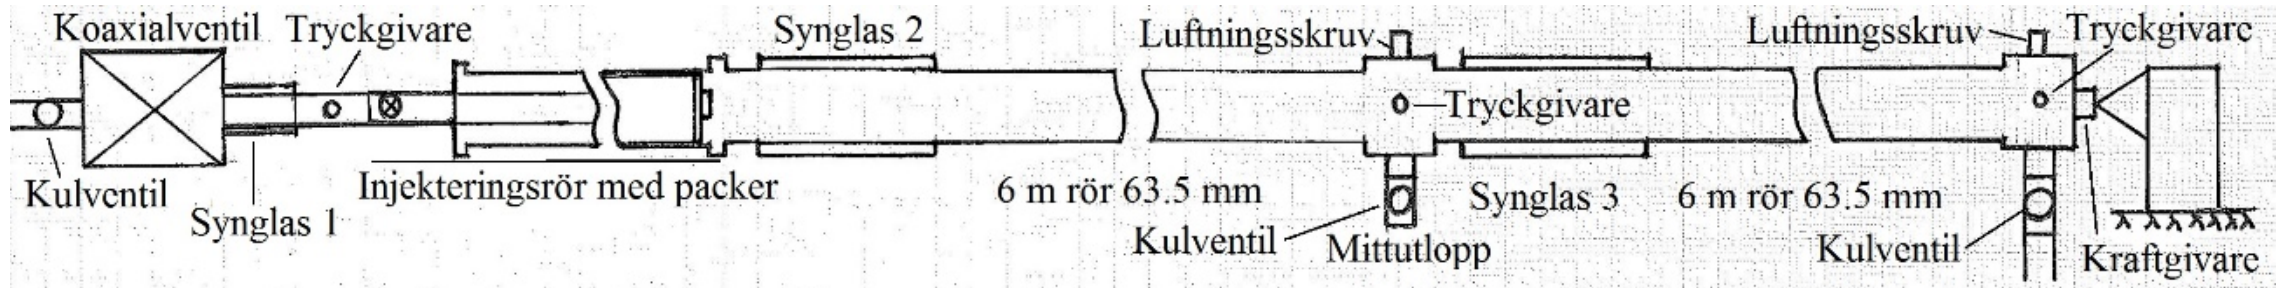 Koaxialventil
Tryckgivare
Synglas 2
Luftningsskruv
Luftningsskruv
Tryckgivare
Tryckgivare
Kulventil
Synglas 1
Injekteringsrör med packer
6 m rör 63.5 mm
Kulventil
Mittutlopp
Synglas 3
6 m rör 63.5 mm
Kulventil
Kraftgivare